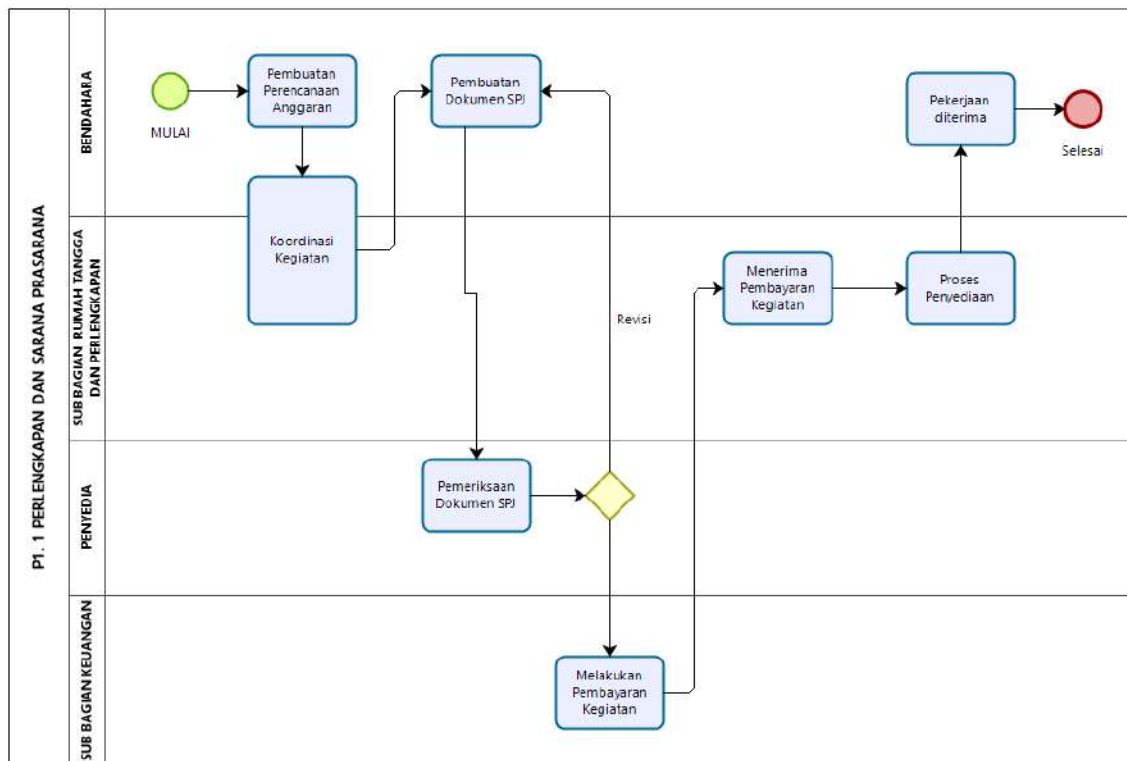 P1. 1 PERLENGKAPAN DAN SARANA PRASARANA
BENDAHARA
MULAI
Pembuatan
Perencanaan
Anggaran
Koordinasi
Kegiatan
Pembuatan
Dokumen SPJ
Pekerjaan
diterima
Selesai
SUB BAGIAN RUMAH TANGGA
DAN PERLENGKAPAN
Revisi
Menerima
Pembayaran
Kegiatan
Proses
Penyediaan
PENYEDIA
Pemeriksaan
Dokumen SPJ
SUB BAGIAN KEUANGAN
Melakukan
Pembayaran
Kegiatan